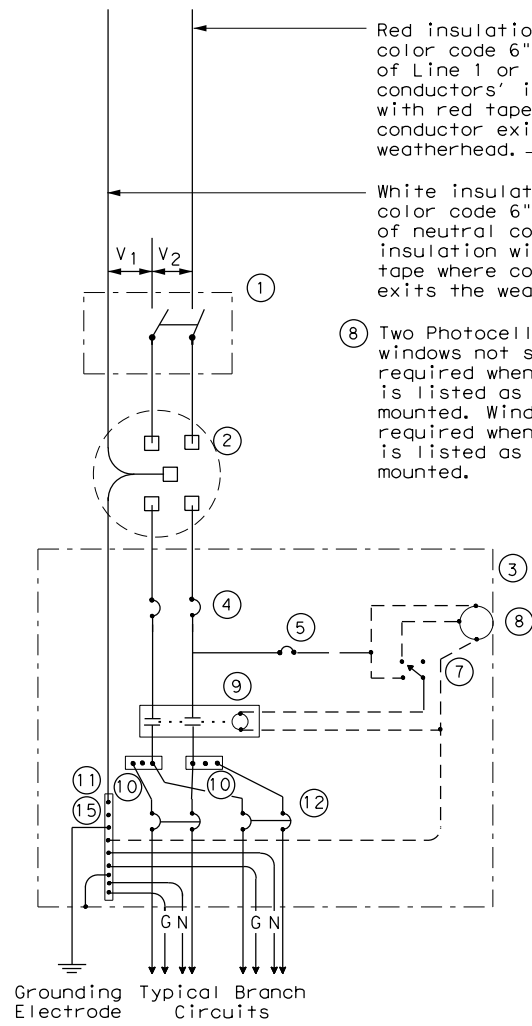 Red insulatio
color code 6"
of Line 1 or
conductors' i
with red tape
conductor exi
weatherhead.
White insulat
color code 6"
of neutral co
insulation wi
tape where co
exits the wea
V1
V2
1
8 Two Photocell
windows not s
required when
is listed as
mounted. Wind
required when
is listed as
mounted.
2
3
4
5
8
7
9
11
10
10
15
12
G N
G N
Grounding
Electrode
Typical Branch
Circuits